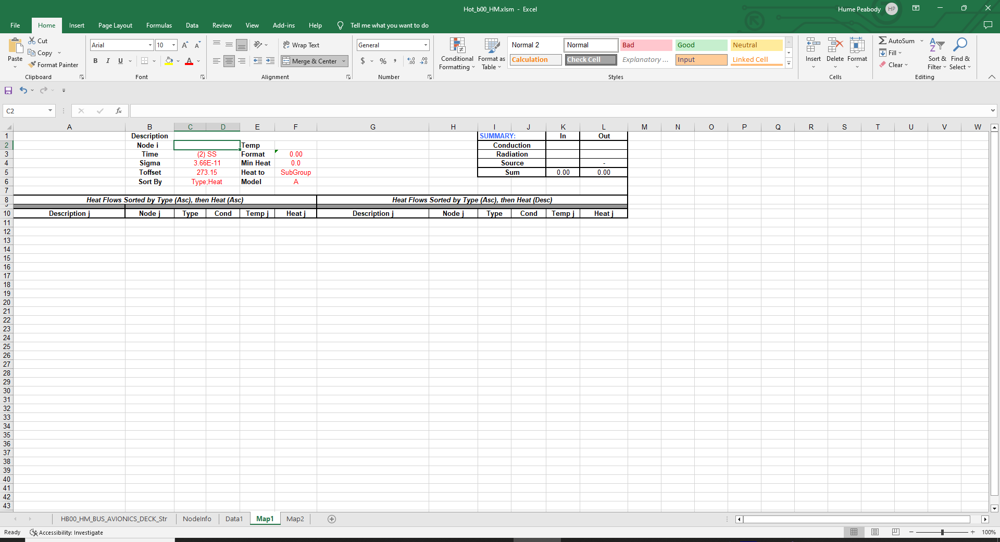 Hot_b00_HM.xlsm - Excel
Hume Peabody HP
File Home Insert Page Layout Formulas Data Review View Add-ins Help Tell me what you want to do
Paste
Cut
Copy
Format Painter
Clipboard
Arial 10
B I U
Font
Wrap Text
Merge & Center
Alignment
General
$ % ,
Number
Conditional Formatting
Format as Table
Normal 2 Normal Bad Good Neutral
Calculation Check Cell Explanatory ... Input Linked Cell
Styles
Insert Delete Format
Cells
AutoSum
Fill
Clear
Sort & Filter
Find & Select
Editing
C2
fx
A B C D E F G H I J K L M N O P Q R S T U V W
1 Description SUMMARY: In Out
2 Node i Temp Conduction
3 Time (2) SS Format 0.00 Radiation
4 Sigma 3.66E-11 Min Heat 0.0 Source -
5 Toffset 273.15 Heat to SubGroup Sum 0.00 0.00
6 Sort By Type;Heat Model A
7
8 Heat Flows Sorted by Type (Asc), then Heat (Asc) Heat Flows Sorted by Type (Asc), then Heat (Desc)
9
10 Description j Node j Type Cond Temp j Heat j Description j Node j Type Cond Temp j Heat j
11
12
13
14
15
16
17
18
19
20
21
22
23
24
25
26
27
28
29
30
31
32
33
34
35
36
37
38
39
40
41
42
43
HB00_HM_BUS_AVIONICS_DECK_Str NodeInfo Data1 Map1 Map2
Ready Accessibility: Investigate 100%